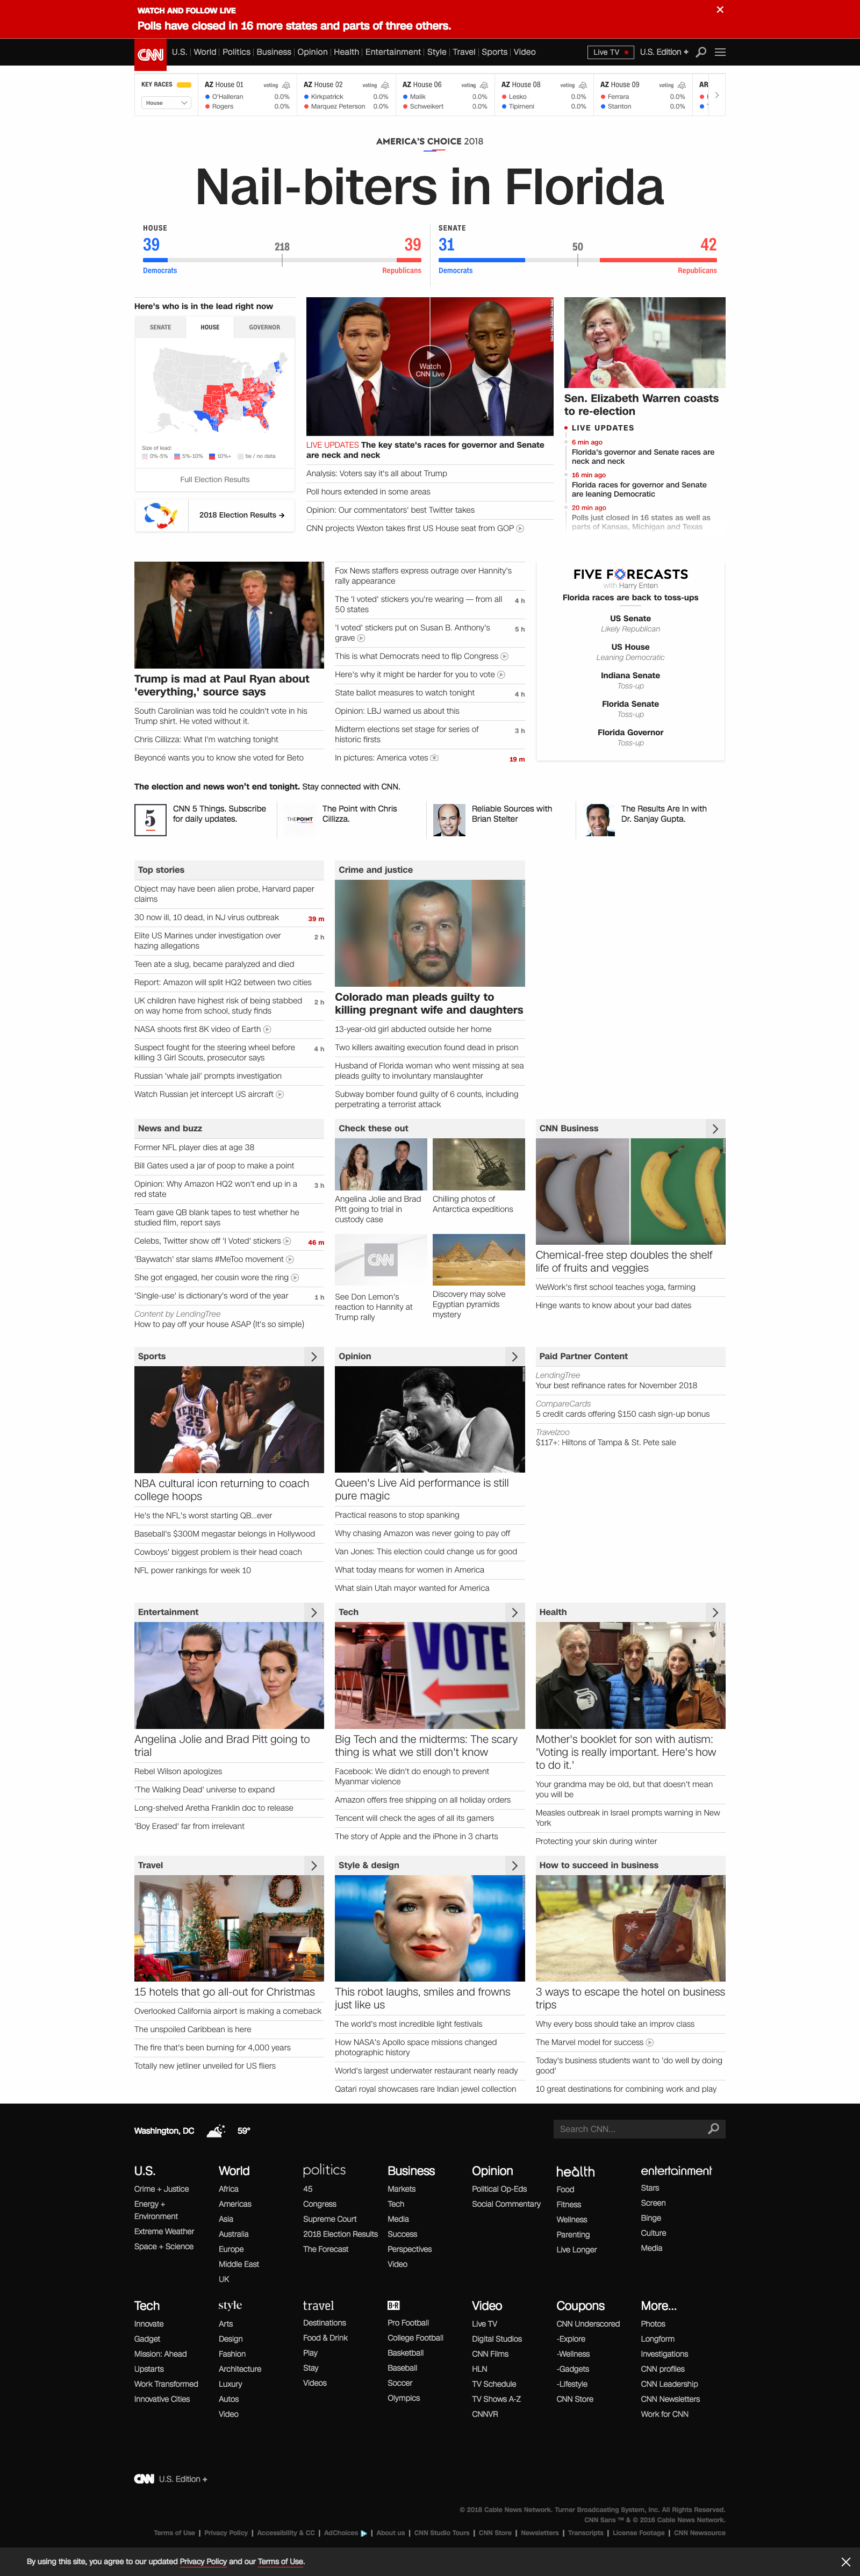 WATCH AND FOLLOW LIVE
Polls have closed in 16 more states and parts of three others.
CNN
U.S. World Politics Business Opinion Health Entertainment Style Travel Sports Video
Live TV
U.S. Edition +
KEY RACES
House
AZ House 01 voting
O'Halleran 0.0%
Rogers 0.0%
AZ House 02 voting
Kirkpatrick 0.0%
Marquez Peterson 0.0%
AZ House 06 voting
Malik 0.0%
Schweikert 0.0%
AZ House 08 voting
Lesko 0.0%
Tipirneni 0.0%
AZ House 09 voting
Ferrara 0.0%
Stanton 0.0%
AR
AMERICA'S CHOICE 2018
Nail-biters in Florida
HOUSE
39 218 39
Democrats Republicans
SENATE
31 50 42
Democrats Republicans
Here's who is in the lead right now
SENATE HOUSE GOVERNOR
Size of lead:
0%-5% 5%-10% 10%+ tie / no data
Full Election Results
2018 Election Results →
Watch
CNN Live
LIVE UPDATES The key state's races for governor and Senate
are neck and neck
Analysis: Voters say it's all about Trump
Poll hours extended in some areas
Opinion: Our commentators' best Twitter takes
CNN projects Wexton takes first US House seat from GOP
Sen. Elizabeth Warren coasts
to re-election
LIVE UPDATES
6 min ago
Florida's governor and Senate races are
neck and neck
16 min ago
Florida races for governor and Senate
are leaning Democratic
20 min ago
Polls just closed in 16 states as well as
parts of Kansas, Michigan and Texas
Trump is mad at Paul Ryan about
'everything,' source says
South Carolinian was told he couldn't vote in his
Trump shirt. He voted without it.
Chris Cillizza: What I'm watching tonight
Beyoncé wants you to know she voted for Beto
Fox News staffers express outrage over Hannity's
rally appearance
The 'I voted' stickers you're wearing — from all 4 h
50 states
'I voted' stickers put on Susan B. Anthony's 5 h
grave
This is what Democrats need to flip Congress
Here's why it might be harder for you to vote
State ballot measures to watch tonight 4 h
Opinion: LBJ warned us about this
Midterm elections set stage for series of 3 h
historic firsts
In pictures: America votes 19 m
FIVE FORECASTS
with Harry Enten
Florida races are back to toss-ups
US Senate
Likely Republican
US House
Leaning Democratic
Indiana Senate
Toss-up
Florida Senate
Toss-up
Florida Governor
Toss-up
The election and news won't end tonight. Stay connected with CNN.
5
CNN 5 Things. Subscribe
for daily updates.
THE POINT
The Point with Chris
Cillizza.
Reliable Sources with
Brian Stelter
The Results Are In with
Dr. Sanjay Gupta.
Top stories
Object may have been alien probe, Harvard paper
claims
30 now ill, 10 dead, in NJ virus outbreak 39 m
Elite US Marines under investigation over 2 h
hazing allegations
Teen ate a slug, became paralyzed and died
Report: Amazon will split HQ2 between two cities
UK children have highest risk of being stabbed 2 h
on way home from school, study finds
NASA shoots first 8K video of Earth
Suspect fought for the steering wheel before 4 h
killing 3 Girl Scouts, prosecutor says
Russian 'whale jail' prompts investigation
Watch Russian jet intercept US aircraft
Crime and justice
Colorado man pleads guilty to
killing pregnant wife and daughters
13-year-old girl abducted outside her home
Two killers awaiting execution found dead in prison
Husband of Florida woman who went missing at sea
pleads guilty to involuntary manslaughter
Subway bomber found guilty of 6 counts, including
perpetrating a terrorist attack
News and buzz
Former NFL player dies at age 38
Bill Gates used a jar of poop to make a point
Opinion: Why Amazon HQ2 won't end up in a 3 h
red state
Team gave QB blank tapes to test whether he
studied film, report says
Celebs, Twitter show off 'I Voted' stickers 46 m
'Baywatch' star slams #MeToo movement
She got engaged, her cousin wore the ring
'Single-use' is dictionary's word of the year 1 h
Content by LendingTree
How to pay off your house ASAP (It's so simple)
Check these out
Angelina Jolie and Brad
Pitt going to trial in
custody case
Chilling photos of
Antarctica expeditions
CNN
See Don Lemon's
reaction to Hannity at
Trump rally
Discovery may solve
Egyptian pyramids
mystery
CNN Business
Chemical-free step doubles the shelf
life of fruits and veggies
WeWork's first school teaches yoga, farming
Hinge wants to know about your bad dates
Sports
MEMPHIS
STATE
25
NBA cultural icon returning to coach
college hoops
He's the NFL's worst starting QB...ever
Baseball's $300M megastar belongs in Hollywood
Cowboys' biggest problem is their head coach
NFL power rankings for week 10
Opinion
Queen's Live Aid performance is still
pure magic
Practical reasons to stop spanking
Why chasing Amazon was never going to pay off
Van Jones: This election could change us for good
What today means for women in America
What slain Utah mayor wanted for America
Paid Partner Content
LendingTree
Your best refinance rates for November 2018
CompareCards
5 credit cards offering $150 cash sign-up bonus
Travelzoo
$117+: Hiltons of Tampa & St. Pete sale
Entertainment
Angelina Jolie and Brad Pitt going to
trial
Rebel Wilson apologizes
'The Walking Dead' universe to expand
Long-shelved Aretha Franklin doc to release
'Boy Erased' far from irrelevant
Tech
VOTE
Big Tech and the midterms: The scary
thing is what we still don't know
Facebook: We didn't do enough to prevent
Myanmar violence
Amazon offers free shipping on all holiday orders
Tencent will check the ages of all its gamers
The story of Apple and the iPhone in 3 charts
Health
Mother's booklet for son with autism:
'Voting is really important. Here's how
to do it.'
Your grandma may be old, but that doesn't mean
you will be
Measles outbreak in Israel prompts warning in New
York
Protecting your skin during winter
Travel
15 hotels that go all-out for Christmas
Overlooked California airport is making a comeback
The unspoiled Caribbean is here
The fire that's been burning for 4,000 years
Totally new jetliner unveiled for US fliers
Style & design
This robot laughs, smiles and frowns
just like us
The world's most incredible light festivals
How NASA's Apollo space missions changed
photographic history
World's largest underwater restaurant nearly ready
Qatari royal showcases rare Indian jewel collection
How to succeed in business
3 ways to escape the hotel on business
trips
Why every boss should take an improv class
The Marvel model for success
Today's business students want to 'do well by doing
good'
10 great destinations for combining work and play
Washington, DC 59°
Search CNN...
U.S.
Crime + Justice
Energy +
Environment
Extreme Weather
Space + Science
World
Africa
Americas
Asia
Australia
Europe
Middle East
UK
politics
45
Congress
Supreme Court
2018 Election Results
The Forecast
Business
Markets
Tech
Media
Success
Perspectives
Video
Opinion
Political Op-Eds
Social Commentary
health
Food
Fitness
Wellness
Parenting
Live Longer
entertainment
Stars
Screen
Binge
Culture
Media
Tech
Innovate
Gadget
Mission: Ahead
Upstarts
Work Transformed
Innovative Cities
style
Arts
Design
Fashion
Architecture
Luxury
Autos
Video
travel
Destinations
Food & Drink
Play
Stay
Videos
B/R
Pro Football
College Football
Basketball
Baseball
Soccer
Olympics
Video
Live TV
Digital Studios
CNN Films
HLN
TV Schedule
TV Shows A-Z
CNNVR
Coupons
CNN Underscored
-Explore
-Wellness
-Gadgets
-Lifestyle
CNN Store
More...
Photos
Longform
Investigations
CNN profiles
CNN Leadership
CNN Newsletters
Work for CNN
CNN U.S. Edition +
© 2018 Cable News Network. Turner Broadcasting System, Inc. All Rights Reserved.
CNN Sans ™ & © 2016 Cable News Network.
Terms of Use | Privacy Policy | Accessibility & CC | AdChoices | About us | CNN Studio Tours | CNN Store | Newsletters | Transcripts | License Footage | CNN Newsource
By using this site, you agree to our updated Privacy Policy and our Terms of Use.